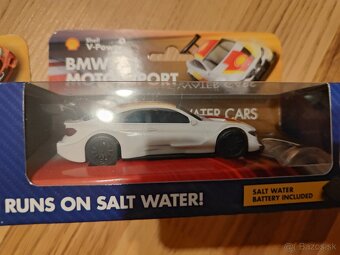 Shell
V-Power
BMW
MOTORSPORT
WATER CARS
RUNS ON SALT WATER!
SALT WATER
BATTERY INCLUDED
Bazos.sk